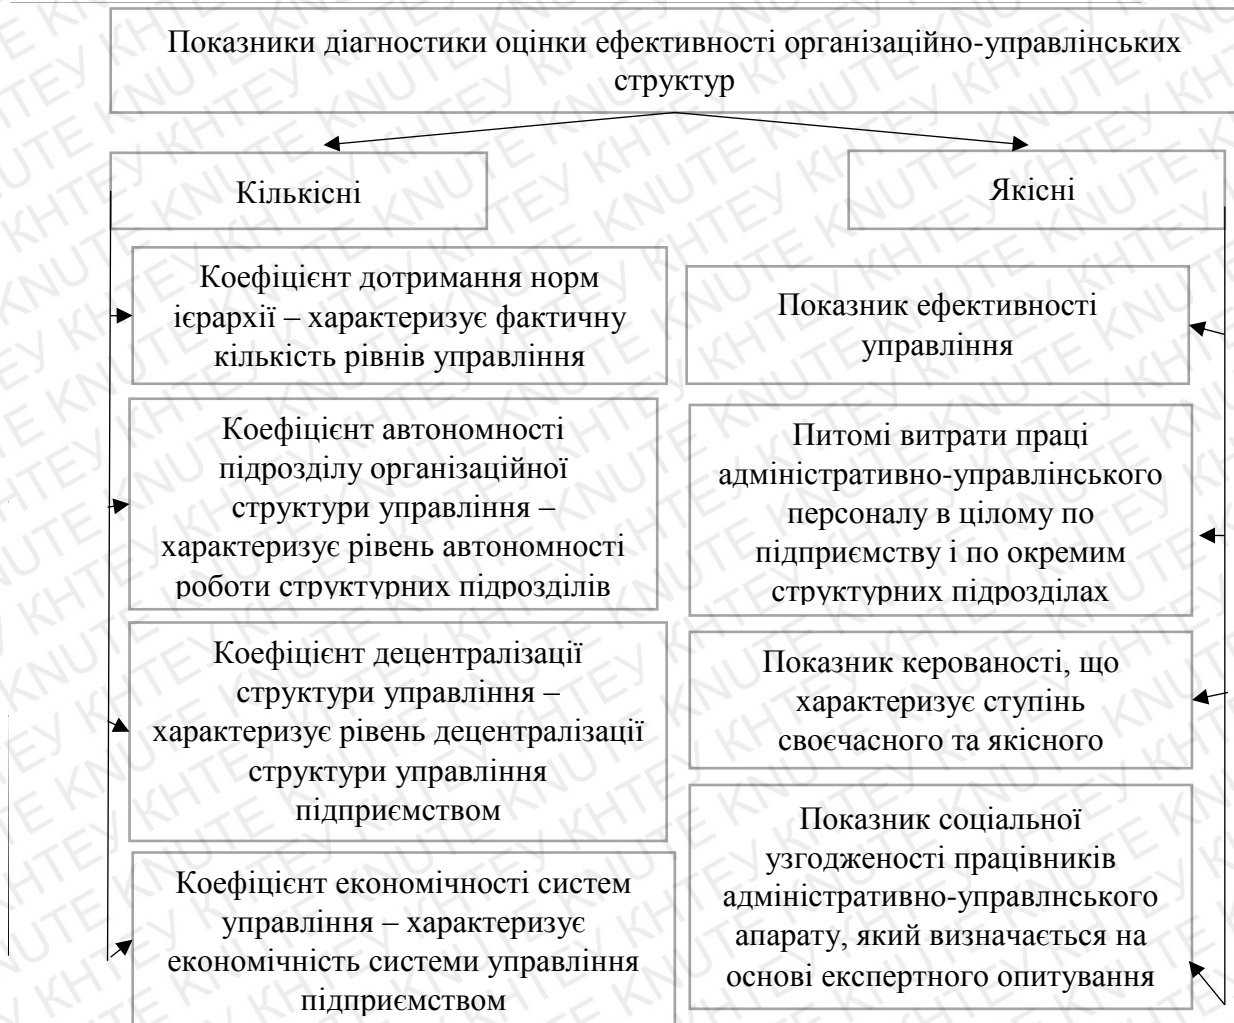 Показники діагностики оцінки ефективності організаційно-управлінських
структур
Кількісні
Якісні
Коефіцієнт дотримання норм
ієрархії – характеризує фактичну
кількість рівнів управління
Коефіцієнт автономності
підрозділу організаційної
структури управління –
характеризує рівень автономності
роботи структурних підрозділів
Коефіцієнт децентралізації
структури управління –
характеризує рівень децентралізації
структури управління
підприємством
Коефіцієнт економічності систем
управління – характеризує
економічність системи управління
підприємством
Показник ефективності
управління
Питомі витрати праці
адміністративно-управлінського
персоналу в цілому по
підприємству і по окремим
структурних підрозділах
Показник керованості, що
характеризує ступінь
своєчасного та якісного
Показник соціальної
узгодженості працівників
адміністративно-управлнського
апарату, який визначається на
основі експертного опитування